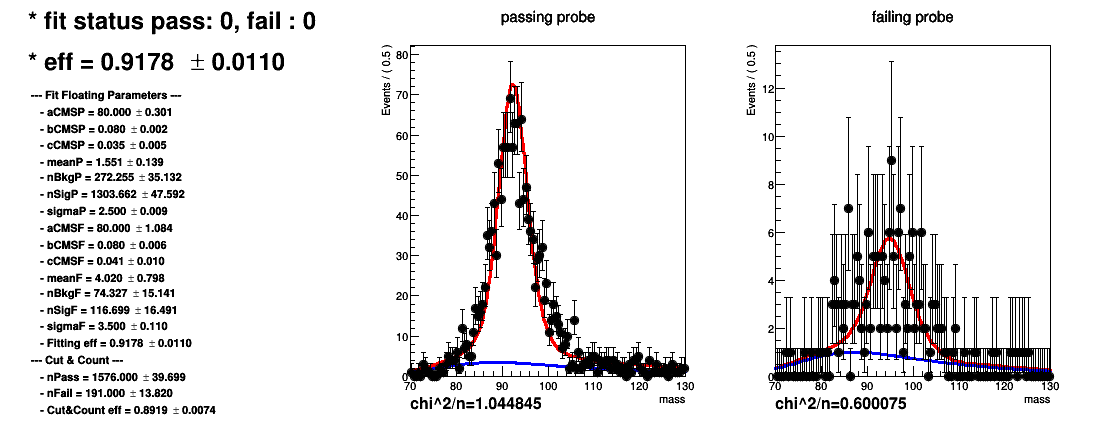 * fit status pass: 0, fail : 0
* eff = 0.9178 ± 0.0110
--- Fit Floating Parameters ---
- aCMSP = 80.000 ± 0.301
- bCMSP = 0.080 ± 0.002
- cCMSP = 0.035 ± 0.005
- meanP = 1.551 ± 0.139
- nBkgP = 272.255 ± 35.132
- nSigP = 1303.662 ± 47.592
- sigmaP = 2.500 ± 0.009
- aCMSF = 80.000 ± 1.084
- bCMSF = 0.080 ± 0.006
- cCMSF = 0.041 ± 0.010
- meanF = 4.020 ± 0.798
- nBkgF = 74.327 ± 15.141
- nSigF = 116.699 ± 16.491
- sigmaF = 3.500 ± 0.110
- Fitting eff = 0.9178 ± 0.0110
--- Cut & Count ---
- nPass = 1576.000 ± 39.699
- nFail = 191.000 ± 13.820
- Cut&Count eff = 0.8919 ± 0.0074
passing probe
Events / ( 0.5 )
80
70
60
50
40
30
20
10
0
70 80 90 100 110 120 130
mass
chi^2/n=1.044845
failing probe
Events / ( 0.5 )
12
10
8
6
4
2
0
70 80 90 100 110 120 130
mass
chi^2/n=0.600075